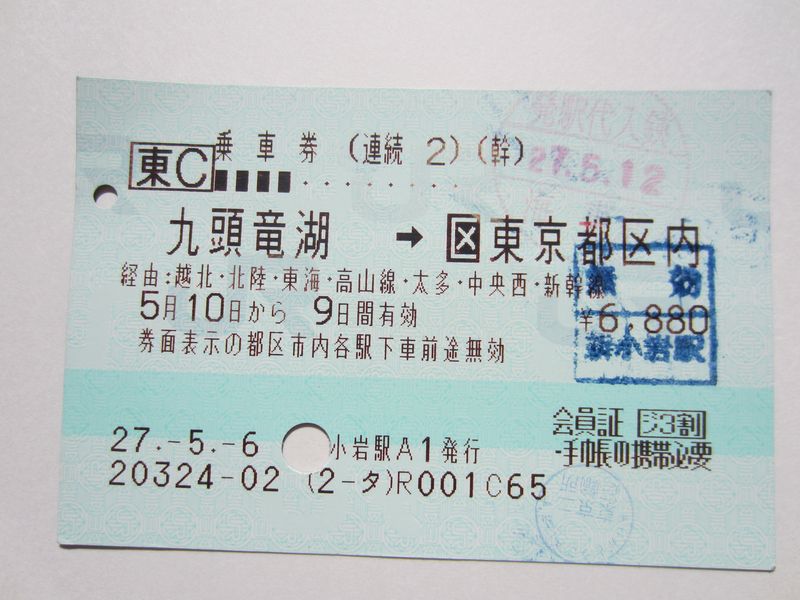 東C 乗車券 (連続 2) (幹)
発駅代入鋏
27.5.12
九頭竜湖 → 区東京都区内
経由:越北・北陸・東海・高山線・太多・中央西・新幹線
5月10日から 9日間有効 ¥6,880
券面表示の都区市内各駅下車前途無効
小岩駅
会員証 ジ3割
・手帳の携帯必要
27.-5.-6 小岩駅A1発行
20324-02 (2-タ)R001C65